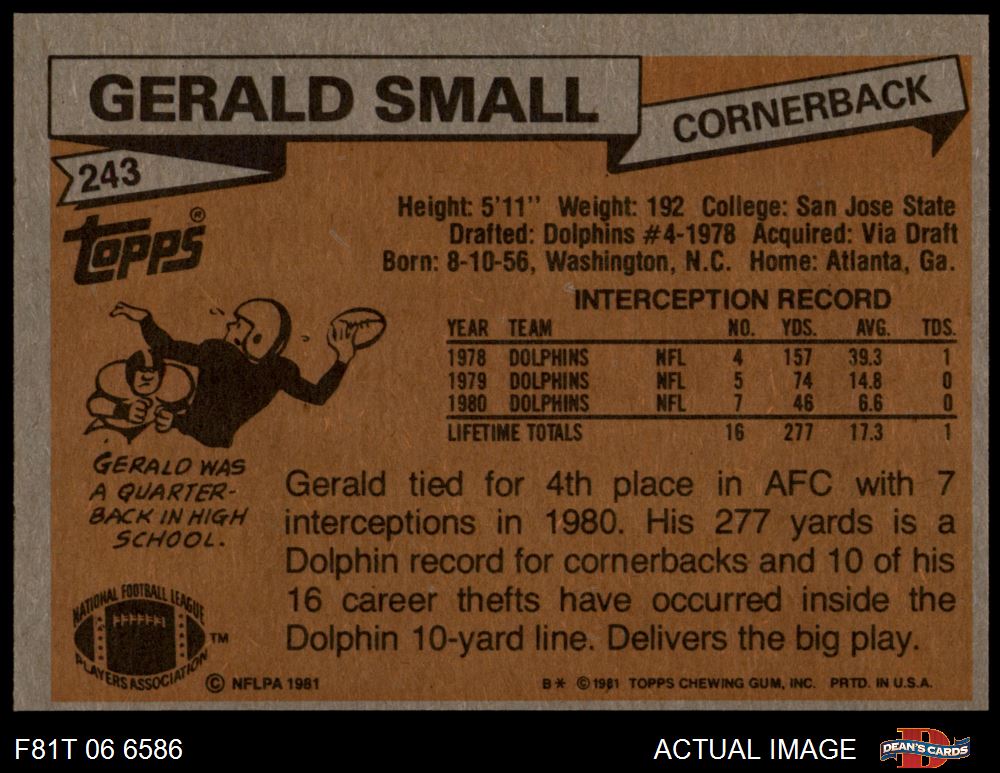 GERALD SMALL
CORNERBACK
243
TOPPS®
Height: 5'11'' Weight: 192 College: San Jose State
Drafted: Dolphins #4-1978 Acquired: Via Draft
Born: 8-10-56, Washington, N.C. Home: Atlanta, Ga.
INTERCEPTION RECORD
YEAR TEAM NO. YDS. AVG. TDS.
1978 DOLPHINS NFL 4 157 39.3 1
1979 DOLPHINS NFL 5 74 14.8 0
1980 DOLPHINS NFL 7 46 6.6 0
LIFETIME TOTALS 16 277 17.3 1
GERALD WAS
A QUARTER-
BACK IN HIGH
SCHOOL.
Gerald tied for 4th place in AFC with 7
interceptions in 1980. His 277 yards is a
Dolphin record for cornerbacks and 10 of his
16 career thefts have occurred inside the
Dolphin 10-yard line. Delivers the big play.
NATIONAL FOOTBALL LEAGUE
PLAYERS ASSOCIATION
TM
© NFLPA 1981
B* © 1981 TOPPS CHEWING GUM, INC. PRTD. IN U.S.A.
F81T 06 6586
ACTUAL IMAGE
D
DEAN'S CARDS